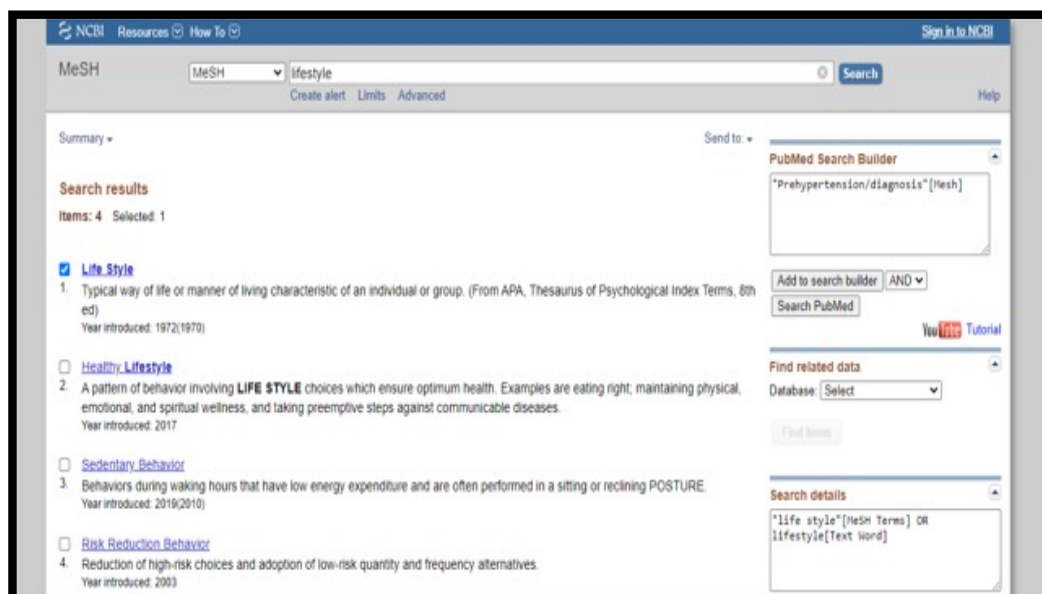 NCBI Resources How To Sign in to NCBI
MeSH MeSH lifestyle Search
Create alert Limits Advanced Help
Summary Send to:
PubMed Search Builder
"Prehypertension/diagnosis"[Mesh]
Search results
Items: 4 Selected: 1
Life Style
1. Typical way of life or manner of living characteristic of an individual or group. (From APA, Thesaurus of Psychological Index Terms, 8th
ed)
Year introduced: 1972(1970)
Add to search builder AND
Search PubMed
YouTube Tutorial
Healthy Lifestyle
2. A pattern of behavior involving LIFE STYLE choices which ensure optimum health. Examples are eating right; maintaining physical,
emotional, and spiritual wellness, and taking preemptive steps against communicable diseases.
Year introduced: 2017
Find related data
Database: Select
Find items
Sedentary Behavior
3. Behaviors during waking hours that have low energy expenditure and are often performed in a sitting or reclining POSTURE.
Year introduced: 2019(2010)
Search details
"life style"[MeSH Terms] OR
lifestyle[Text Word]
Risk Reduction Behavior
4. Reduction of high-risk choices and adoption of low-risk quantity and frequency alternatives.
Year introduced: 2003